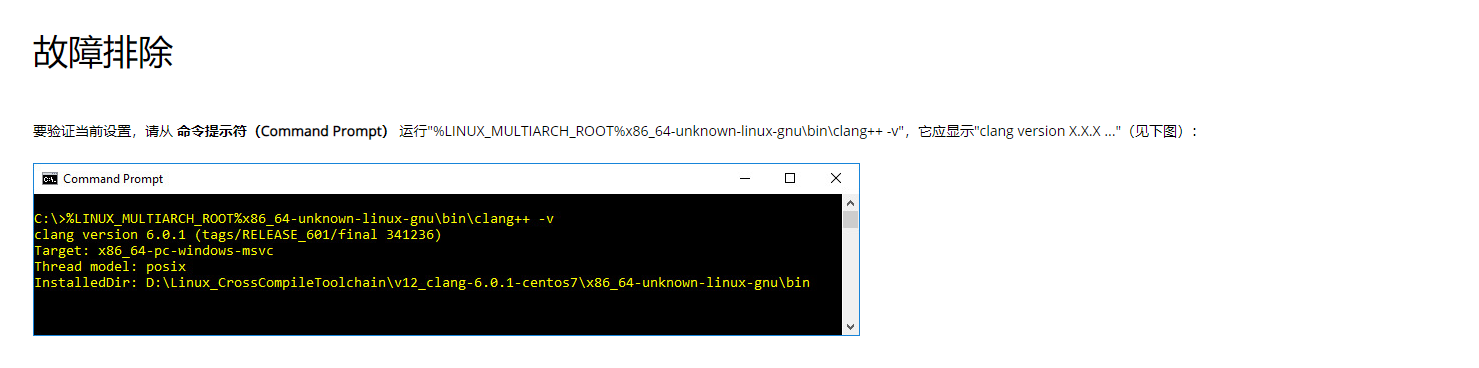 故障排除
要验证当前设置，请从 命令提示符（Command Prompt） 运行"%LINUX_MULTIARCH_ROOT%x86_64-unknown-linux-gnu\bin\clang++ -v"，它应显示"clang version X.X.X ..."（见下图）：
Command Prompt
C:\>%LINUX_MULTIARCH_ROOT%x86_64-unknown-linux-gnu\bin\clang++ -v
clang version 6.0.1 (tags/RELEASE_601/final 341236)
Target: x86_64-pc-windows-msvc
Thread model: posix
InstalledDir: D:\Linux_CrossCompileToolchain\v12_clang-6.0.1-centos7\x86_64-unknown-linux-gnu\bin